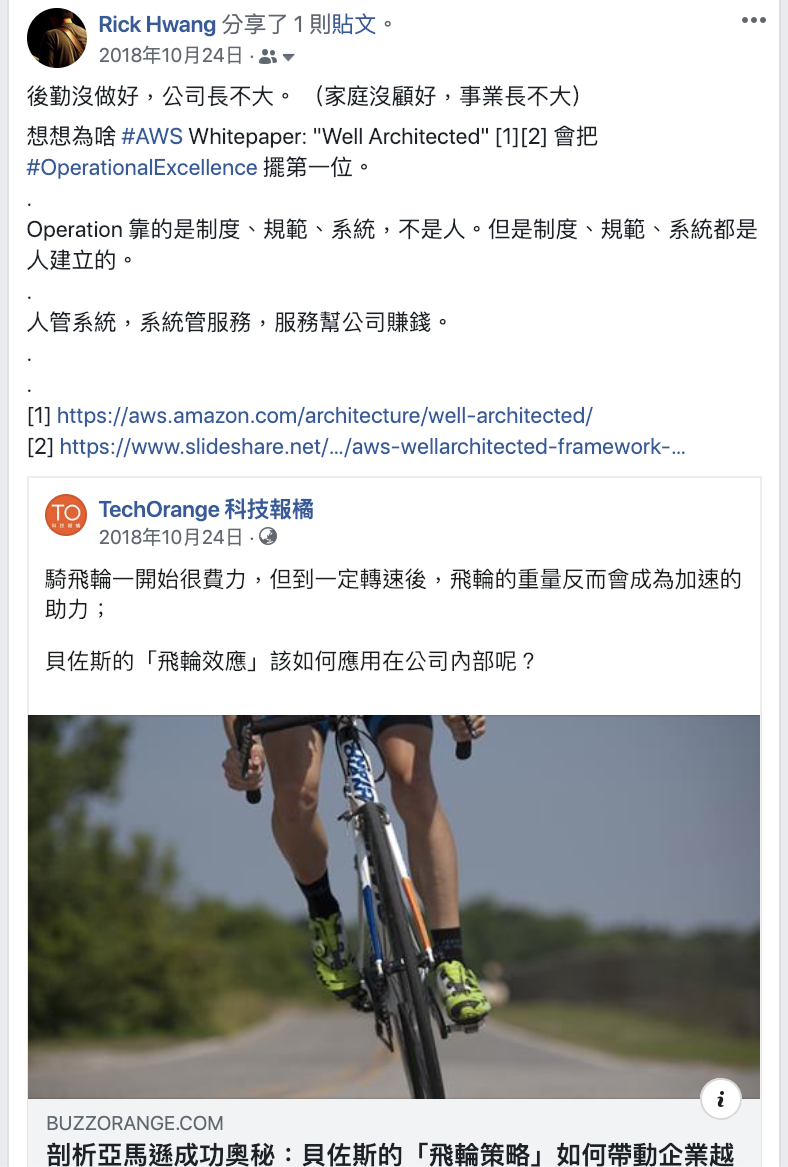 Rick Hwang 分享了 1 則貼文。
2018年10月24日 ·
後勤沒做好，公司長不大。 （家庭沒顧好，事業長不大）
想想為啥 #AWS Whitepaper: "Well Architected" [1][2] 會把
#OperationalExcellence 擺第一位。
.
Operation 靠的是制度、規範、系統，不是人。但是制度、規範、系統都是
人建立的。
.
人管系統，系統管服務，服務幫公司賺錢。
.
.
[1] https://aws.amazon.com/architecture/well-architected/
[2] https://www.slideshare.net/.../aws-wellarchitected-framework-...
TO
科技報橘
TechOrange 科技報橘
2018年10月24日 ·
騎飛輪一開始很費力，但到一定轉速後，飛輪的重量反而會成為加速的
助力；
貝佐斯的「飛輪效應」該如何應用在公司內部呢？
i
BUZZORANGE.COM
剖析亞馬遜成功奧秘：貝佐斯的「飛輪策略」如何帶動企業越